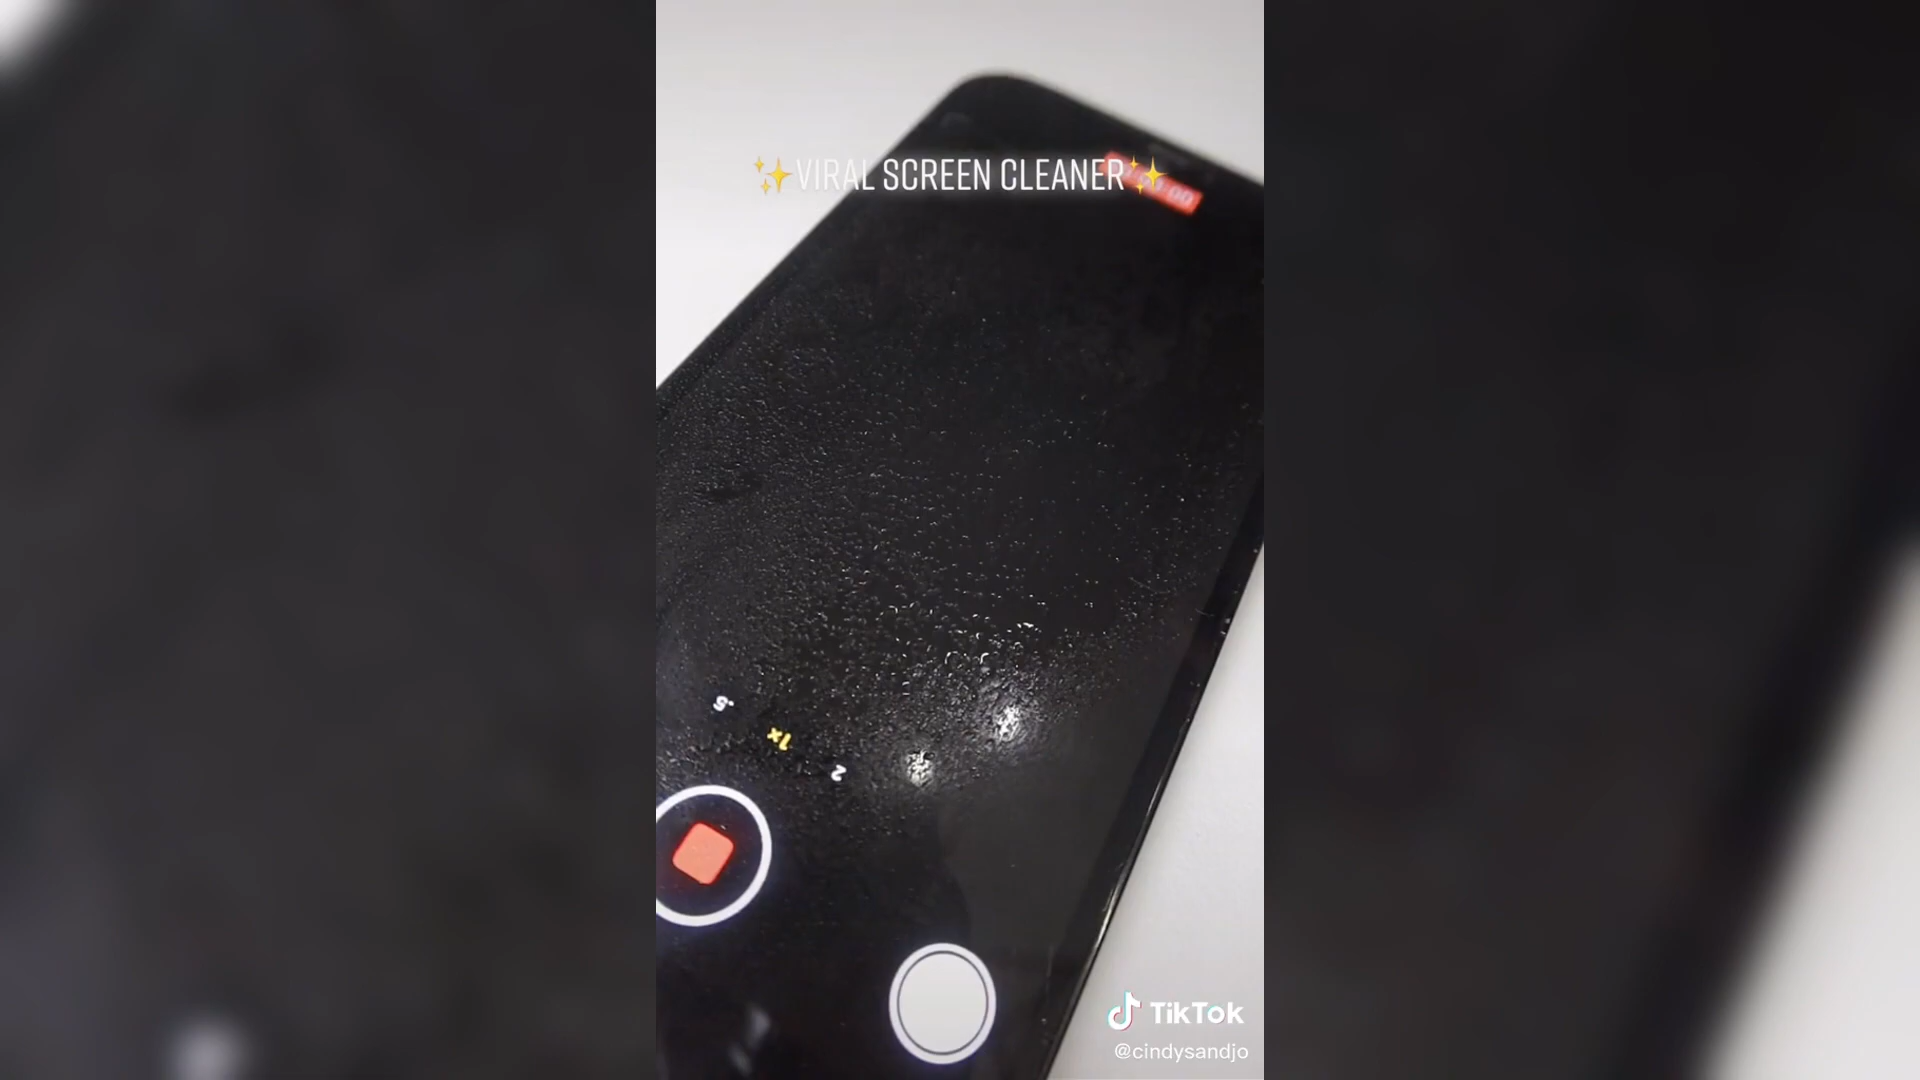 ✨VIRAL SCREEN CLEANER✨
.5
1x
2
TikTok
@cindysandjo